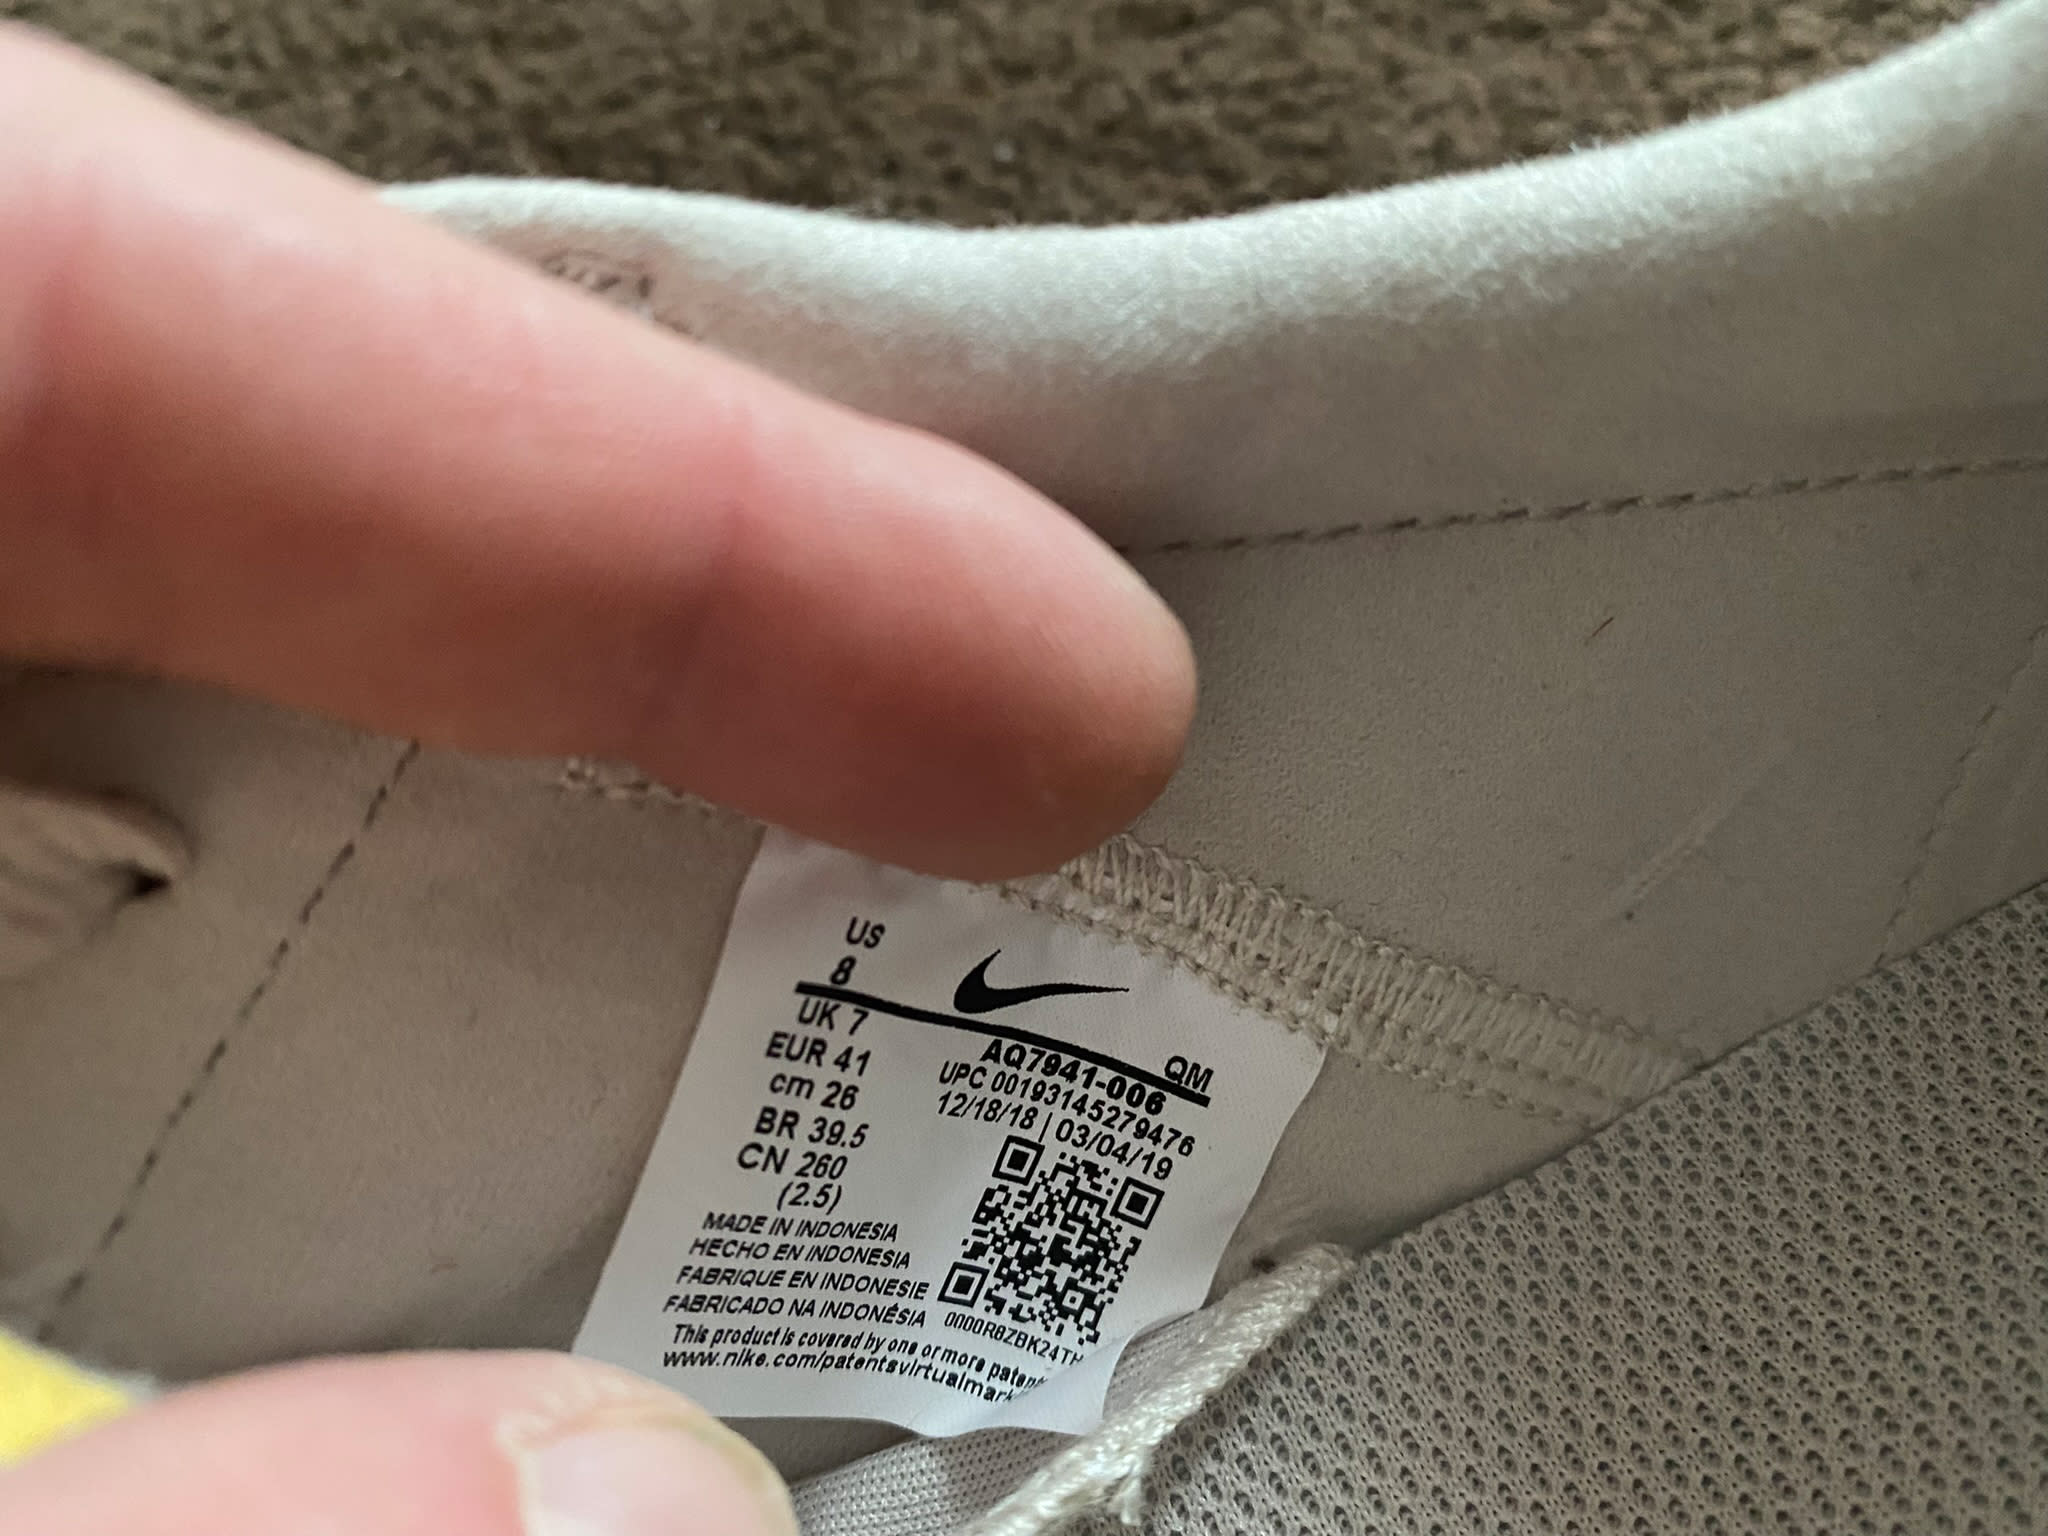 US
8
UK 7
EUR 41
cm 26
BR 39.5
CN 260
(2.5)
MADE IN INDONESIA
HECHO EN INDONESIA
FABRIQUE EN INDONESIE
FABRICADO NA INDONÉSIA
This product is covered by one or more patents
www.nike.com/patentsvirtualmark
QM
AQ7941-006
UPC 00193145279476
12/18/18 | 03/04/19
0000R8ZBK24TH